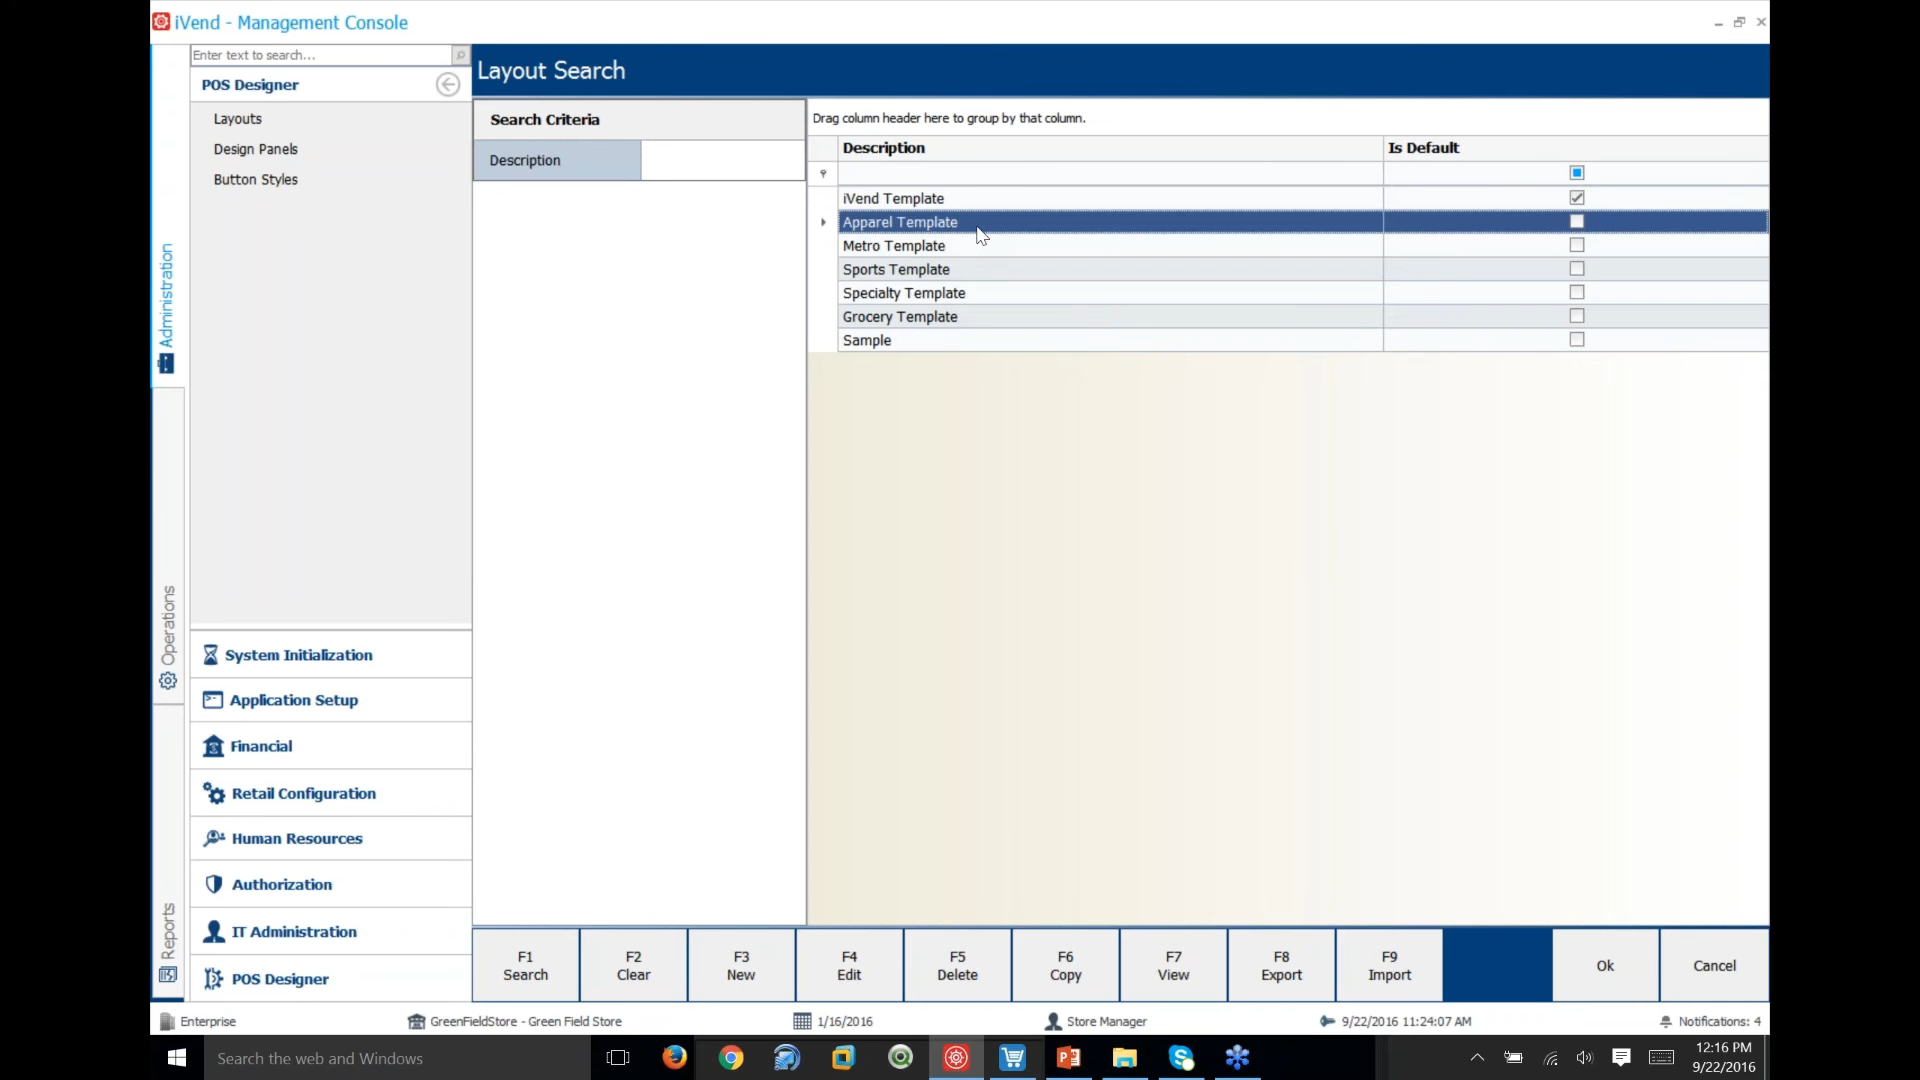 iVend - Management Console
Enter text to search...
POS Designer
Layouts
Design Panels
Button Styles
Administration
Operations
Reports
System Initialization
Application Setup
Financial
Retail Configuration
Human Resources
Authorization
IT Administration
POS Designer
Layout Search
Search Criteria
Description
Drag column header here to group by that column.
Description Is Default
iVend Template
Apparel Template
Metro Template
Sports Template
Specialty Template
Grocery Template
Sample
F1 Search
F2 Clear
F3 New
F4 Edit
F5 Delete
F6 Copy
F7 View
F8 Export
F9 Import
Ok
Cancel
Enterprise GreenFieldStore - Green Field Store 1/16/2016 Store Manager 9/22/2016 11:24:07 AM Notifications: 4
Search the web and Windows
12:16 PM
9/22/2016